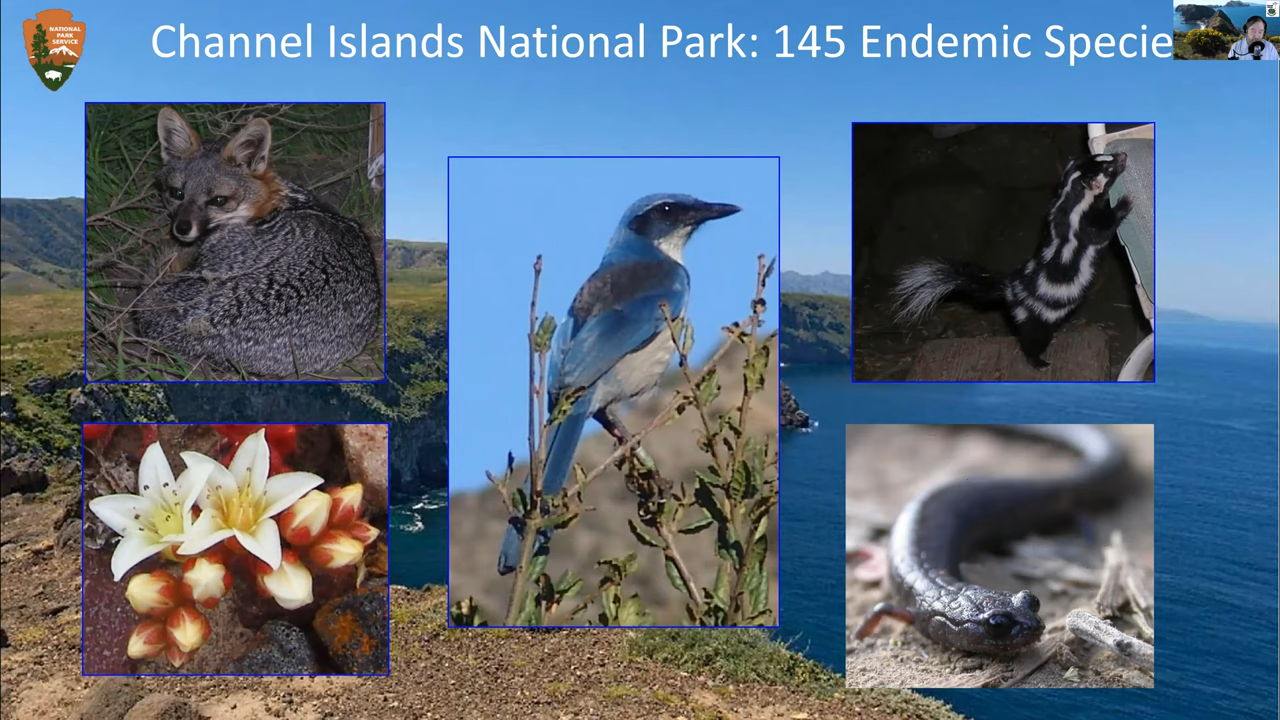 NATIONAL
PARK
SERVICE
Channel Islands National Park: 145 Endemic Specie